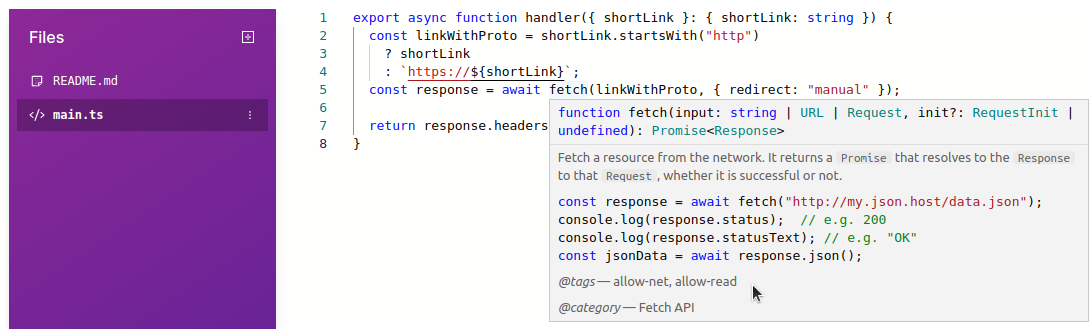 Files
README.md
</> main.ts
1 export async function handler({ shortLink }: { shortLink: string }) {
2 const linkWithProto = shortLink.startsWith("http")
3 ? shortLink
4 : `https://${shortLink}`;
5 const response = await fetch(linkWithProto, { redirect: "manual" });
6
7 return response.headers
8 }
function fetch(input: string | URL | Request, init?: RequestInit |
undefined): Promise<Response>
Fetch a resource from the network. It returns a Promise that resolves to the Response
to that Request, whether it is successful or not.
const response = await fetch("http://my.json.host/data.json");
console.log(response.status);  // e.g. 200
console.log(response.statusText); // e.g. "OK"
const jsonData = await response.json();
@tags — allow-net, allow-read
@category — Fetch API